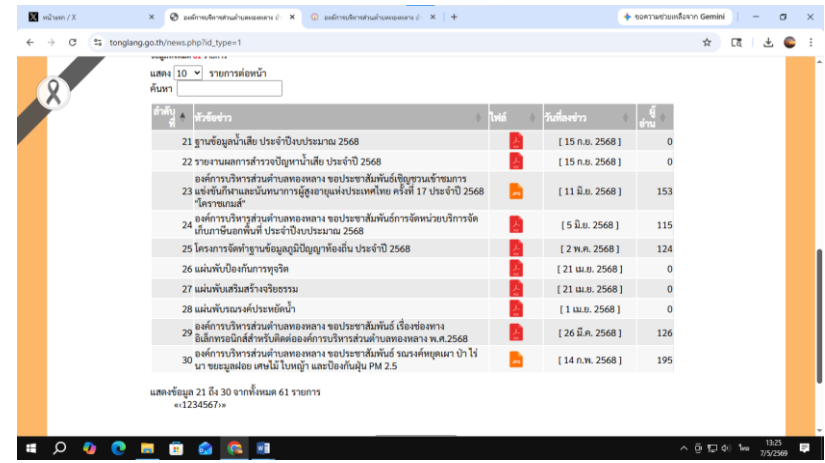 หน้าแรก / X
องค์การบริหารส่วนตำบลทองหลาง อำ
องค์การบริหารส่วนตำบลทองหลาง อำ
ขอความช่วยเหลือจาก Gemini
tonglang.go.th/news.php?id_type=1
ข้อมูลทั้งหมด 61 รายการ
แสดง 10 รายการต่อหน้า
ค้นหา
ลำดับที่ หัวข้อข่าว ไฟล์ วันที่ลงข่าว ผู้อ่าน
21 ฐานข้อมูลน้ำเสีย ประจำปีงบประมาณ 2568 [ 15 ก.ย. 2568 ] 0
22 รายงานผลการสำรวจปัญหาน้ำเสีย ประจำปี 2568 [ 15 ก.ย. 2568 ] 0
องค์การบริหารส่วนตำบลทองหลาง ขอประชาสัมพันธ์เชิญชวนเข้าชมการ
23 แข่งขันกีฬาและนันทนาการผู้สูงอายุแห่งประเทศไทย ครั้งที่ 17 ประจำปี 2568 [ 11 มิ.ย. 2568 ] 153
"โคราชเกมส์"
องค์การบริหารส่วนตำบลทองหลาง ขอประชาสัมพันธ์การจัดหน่วยบริการจัด
24 เก็บภาษีนอกพื้นที่ ประจำปีงบประมาณ 2568 [ 5 มิ.ย. 2568 ] 115
25 โครงการจัดทำฐานข้อมูลภูมิปัญญาท้องถิ่น ประจำปี 2568 [ 2 พ.ค. 2568 ] 124
26 แผ่นพับป้องกันการทุจริต [ 21 เม.ย. 2568 ] 0
27 แผ่นพับเสริมสร้างจริยธรรม [ 21 เม.ย. 2568 ] 0
28 แผ่นพับรณรงค์ประหยัดน้ำ [ 1 เม.ย. 2568 ] 0
องค์การบริหารส่วนตำบลทองหลาง ขอประชาสัมพันธ์ เรื่องช่องทาง
29 อิเล็กทรอนิกส์สำหรับติดต่อองค์การบริหารส่วนตำบลทองหลาง พ.ศ.2568 [ 26 มี.ค. 2568 ] 126
องค์การบริหารส่วนตำบลทองหลาง ขอประชาสัมพันธ์ รณรงค์หยุดเผา ป่า ไร่
30 นา ขยะมูลฝอย เศษไม้ ใบหญ้า และป้องกันฝุ่น PM 2.5 [ 14 ก.พ. 2568 ] 195
แสดงข้อมูล 21 ถึง 30 จากทั้งหมด 61 รายการ
«‹1234567›»
ไทย
13:25
7/5/2569